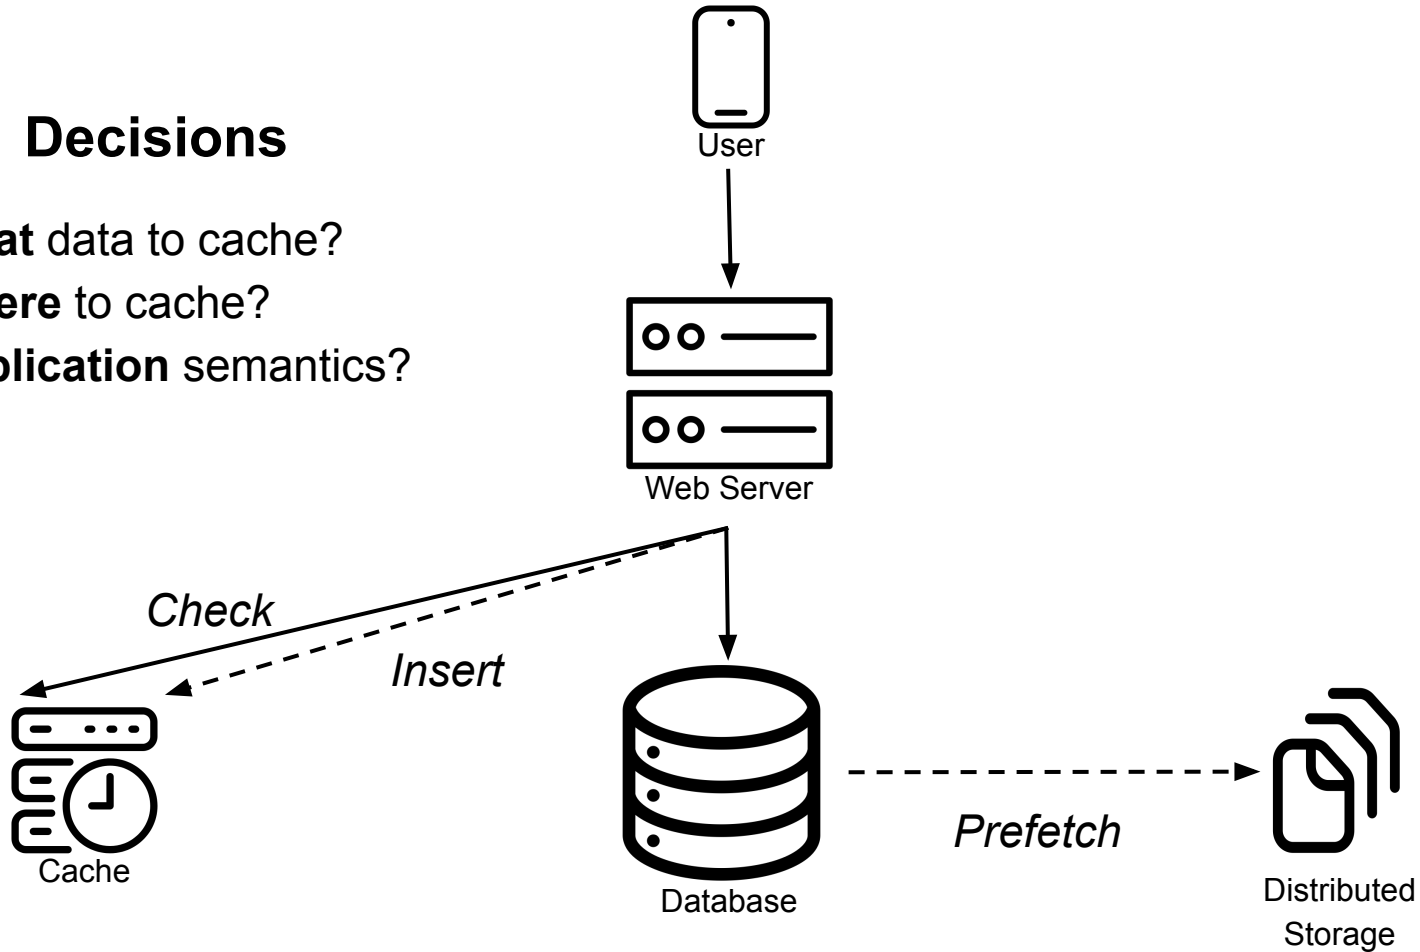 User
Decisions
at data to cache?
ere to cache?
plication semantics?
Web Server
Check
Insert
Cache
Database
Prefetch
Distributed
Storage